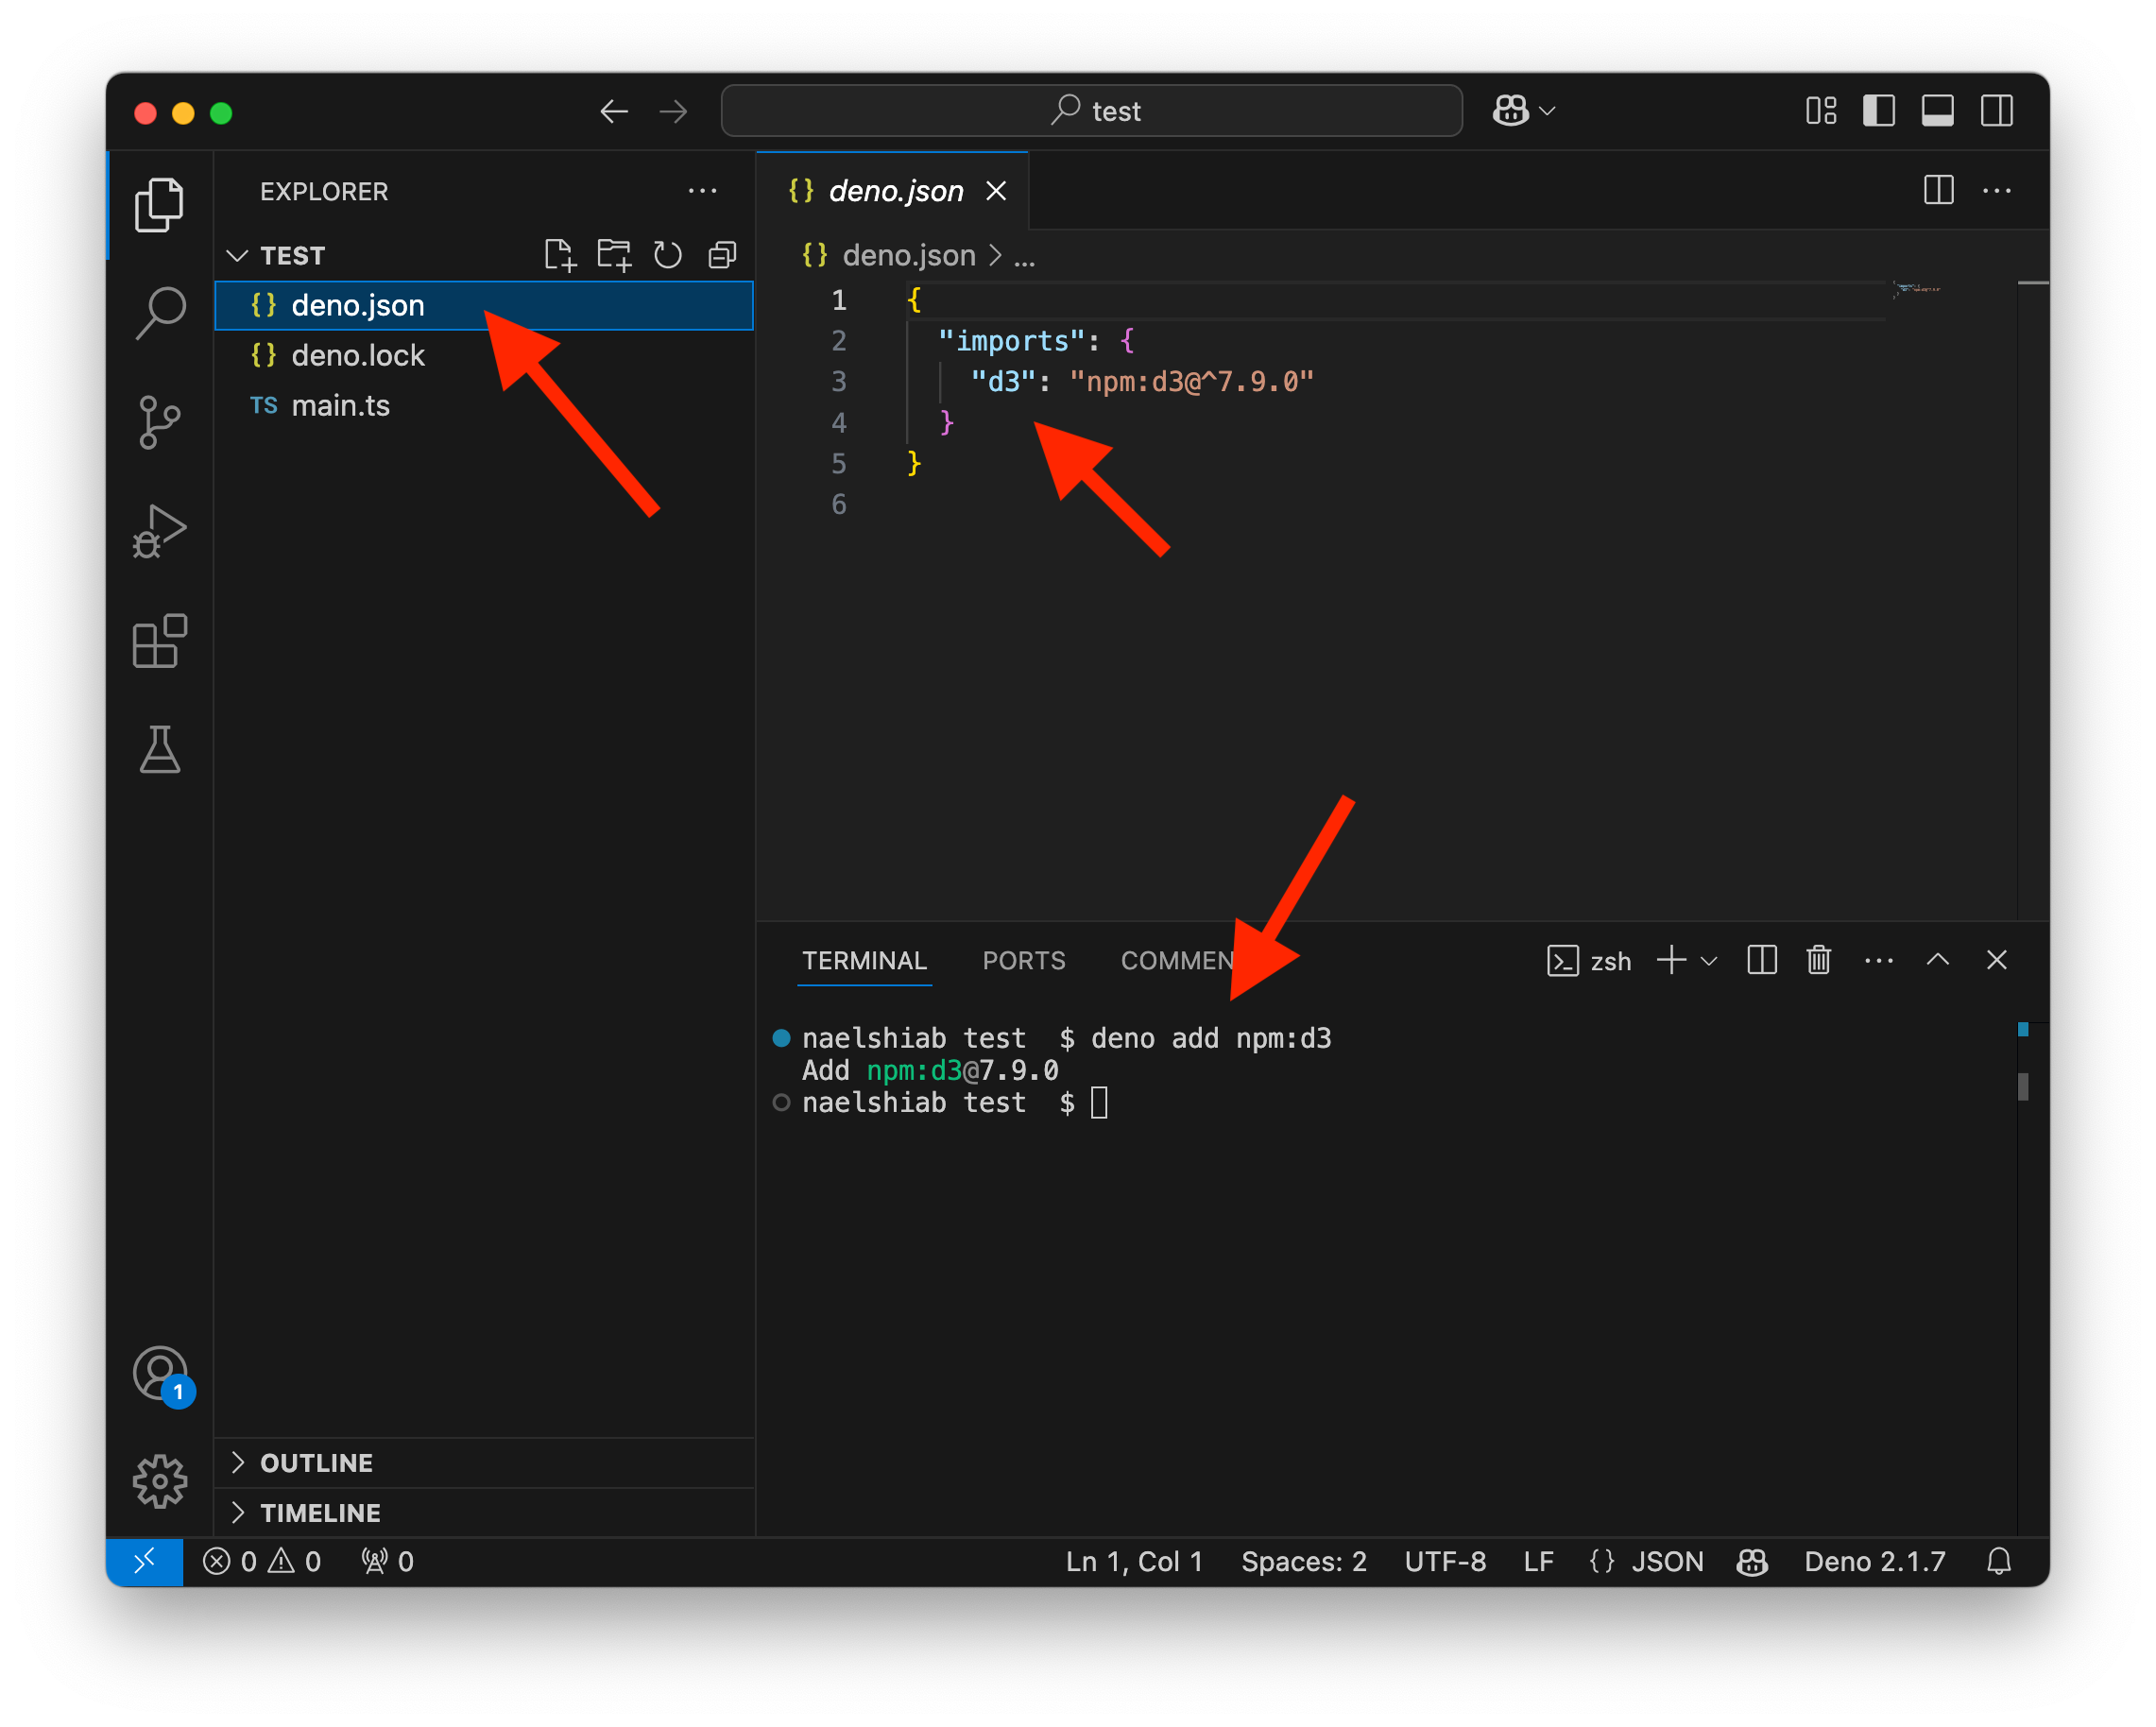 test
EXPLORER
TEST
{} deno.json
{} deno.lock
TS main.ts
OUTLINE
TIMELINE
{} deno.json
{} deno.json > ...
1 {
2 "imports": {
3 "d3": "npm:d3@^7.9.0"
4 }
5 }
6
TERMINAL PORTS zsh
naelshiab test $ deno add npm:d3
Add npm:d3@7.9.0
naelshiab test $
1
0 0 0 Ln 1, Col 1 Spaces: 2 UTF-8 LF {} JSON Deno 2.1.7